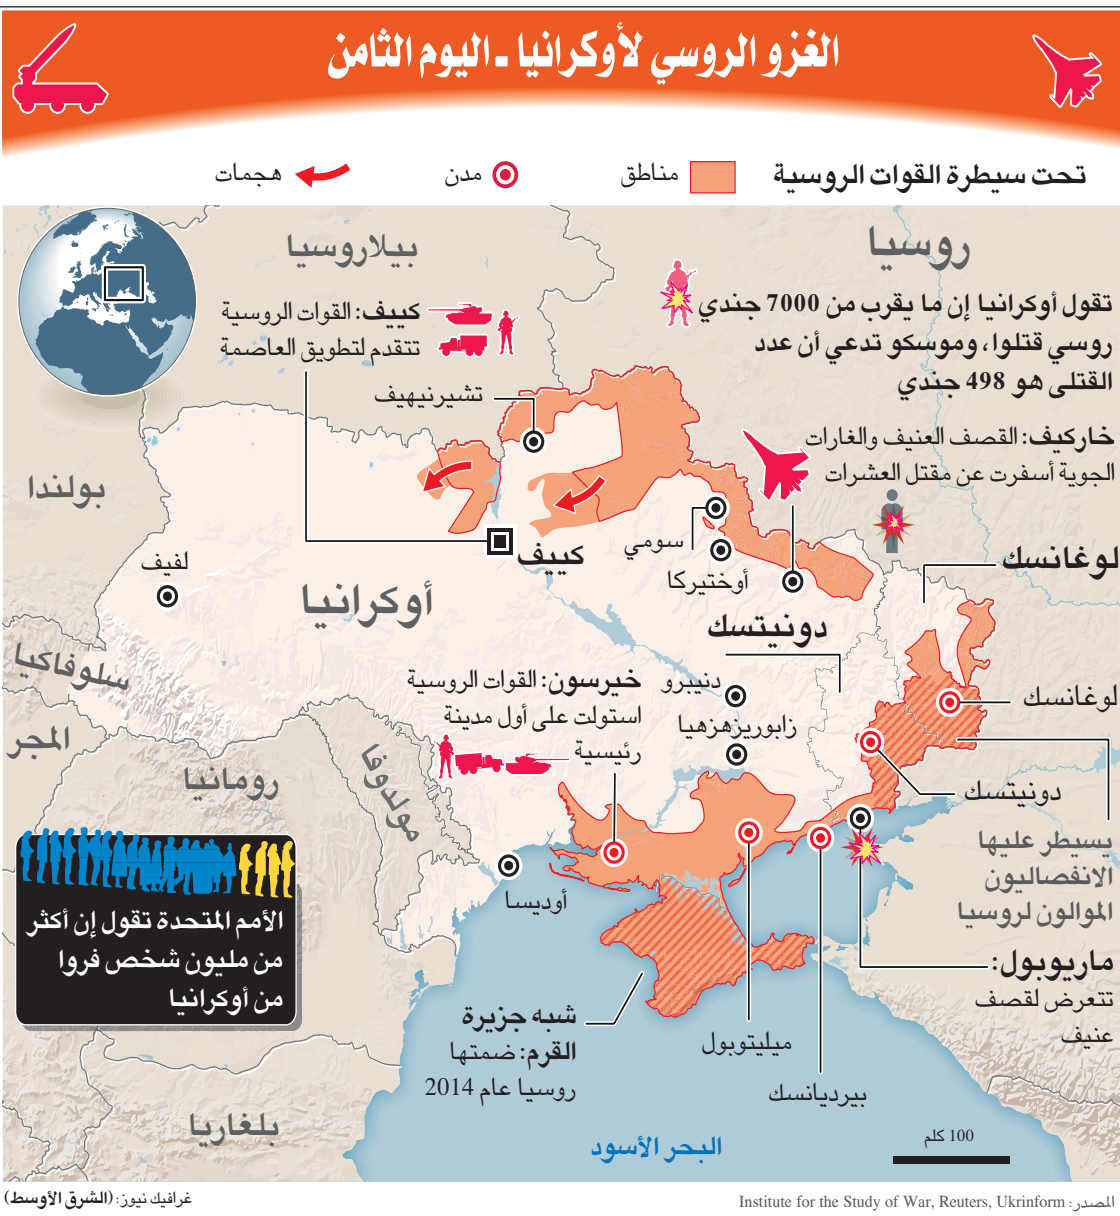 الغزو الروسي لأوكرانيا ـ اليوم الثامن
تحت سيطرة القوات الروسية
مناطق
مدن
هجمات
روسيا
بيلاروسيا
تقول أوكرانيا إن ما يقرب من 7000 جندي
روسي قتلوا، وموسكو تدعي أن عدد
القتلى هو 498 جندي
كييف: القوات الروسية
تتقدم لتطويق العاصمة
تشيرنيهيف
خاركيف: القصف العنيف والغارات
الجوية أسفرت عن مقتل العشرات
بولندا
سومي
كييف
أوختيركا
لوغانسك
لفيف
أوكرانيا
دونيتسك
سلوفاكيا
خيرسون: القوات الروسية
استولت على أول مدينة
رئيسية
دنيبرو
زابوريزهزهيا
لوغانسك
المجر
رومانيا
مولدوفا
دونيتسك
يسيطر عليها
الانفصاليون
الموالون لروسيا
الأمم المتحدة تقول إن أكثر
من مليون شخص فروا
من أوكرانيا
أوديسا
ماريوبول:
تتعرض لقصف
عنيف
شبه جزيرة
القرم: ضمتها
روسيا عام 2014
ميليتوبول
بيرديانسك
بلغاريا
البحر الأسود
100 كلم
المصدر: Institute for the Study of War, Reuters, Ukrinform
غرافيك نيوز: (الشرق الأوسط)